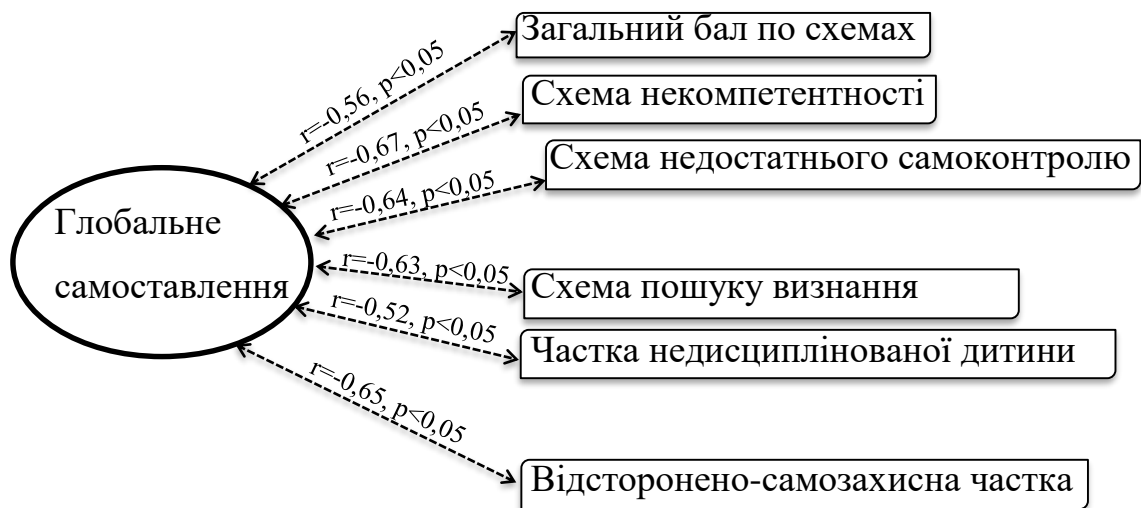 Загальний бал по схемах
r=-0,56, p<0,05
Схема некомпетентності
r=-0,67, p<0,05
Схема недостатнього самоконтролю
r=-0,64, p<0,05
Глобальне
самоставлення
r=-0,63, p<0,05
Схема пошуку визнання
r=-0,52, p<0,05
Частка недисциплінованої дитини
r=-0,65, p<0,05
Відсторонено-самозахисна частка